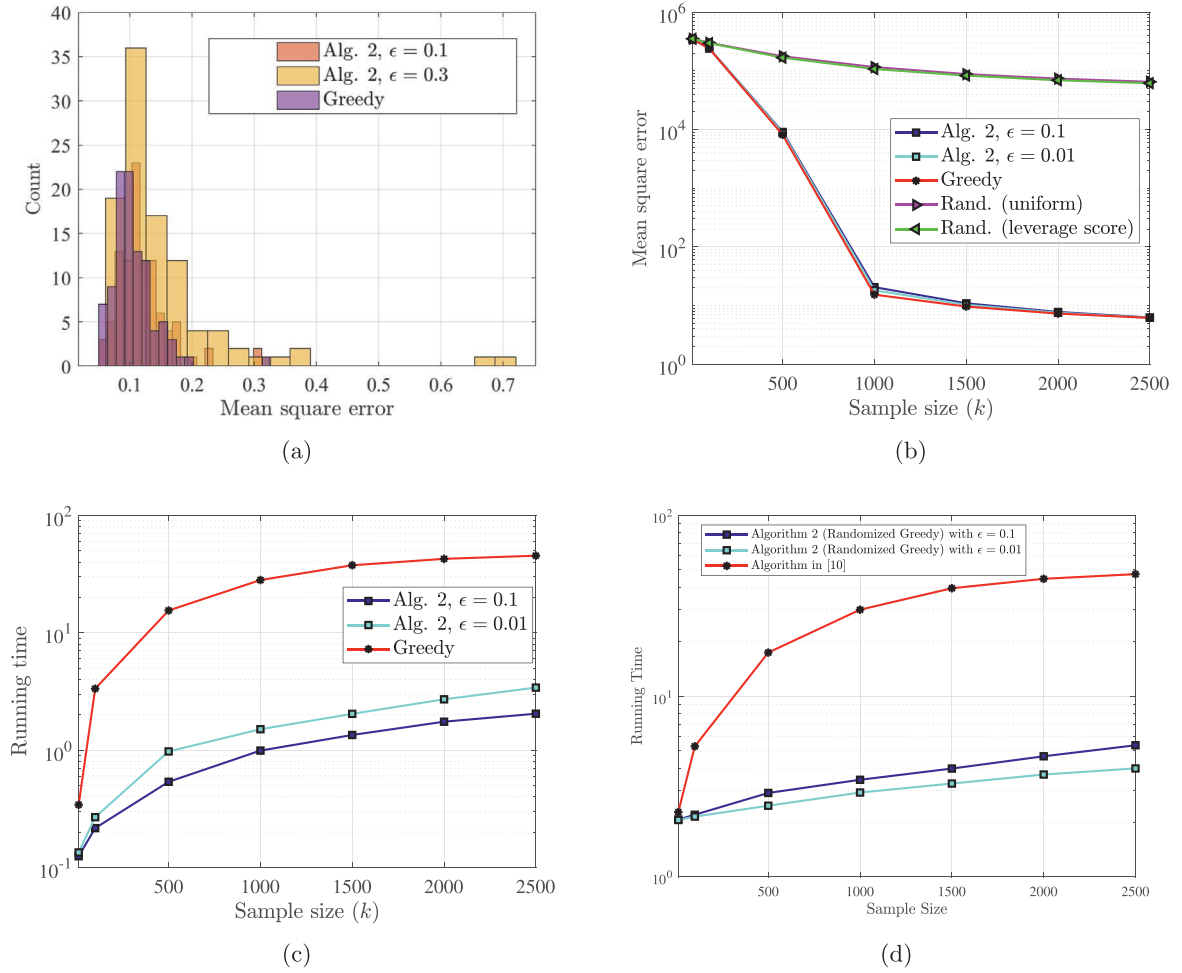 40
35
30
25
20
15
10
5
0
Count
0.1 0.2 0.3 0.4 0.5 0.6 0.7
Mean square error
Alg. 2, ϵ = 0.1
Alg. 2, ϵ = 0.3
Greedy
(a)
10^6
10^4
10^2
10^0
Mean square error
500 1000 1500 2000 2500
Sample size (k)
Alg. 2, ϵ = 0.1
Alg. 2, ϵ = 0.01
Greedy
Rand. (uniform)
Rand. (leverage score)
(b)
10^2
10^1
10^0
10^-1
Running time
500 1000 1500 2000 2500
Sample size (k)
Alg. 2, ϵ = 0.1
Alg. 2, ϵ = 0.01
Greedy
(c)
10^2
10^1
10^0
Running Time
500 1000 1500 2000 2500
Sample Size
Algorithm 2 (Randomized Greedy) with ϵ = 0.1
Algorithm 2 (Randomized Greedy) with ϵ = 0.01
Algorithm in [10]
(d)